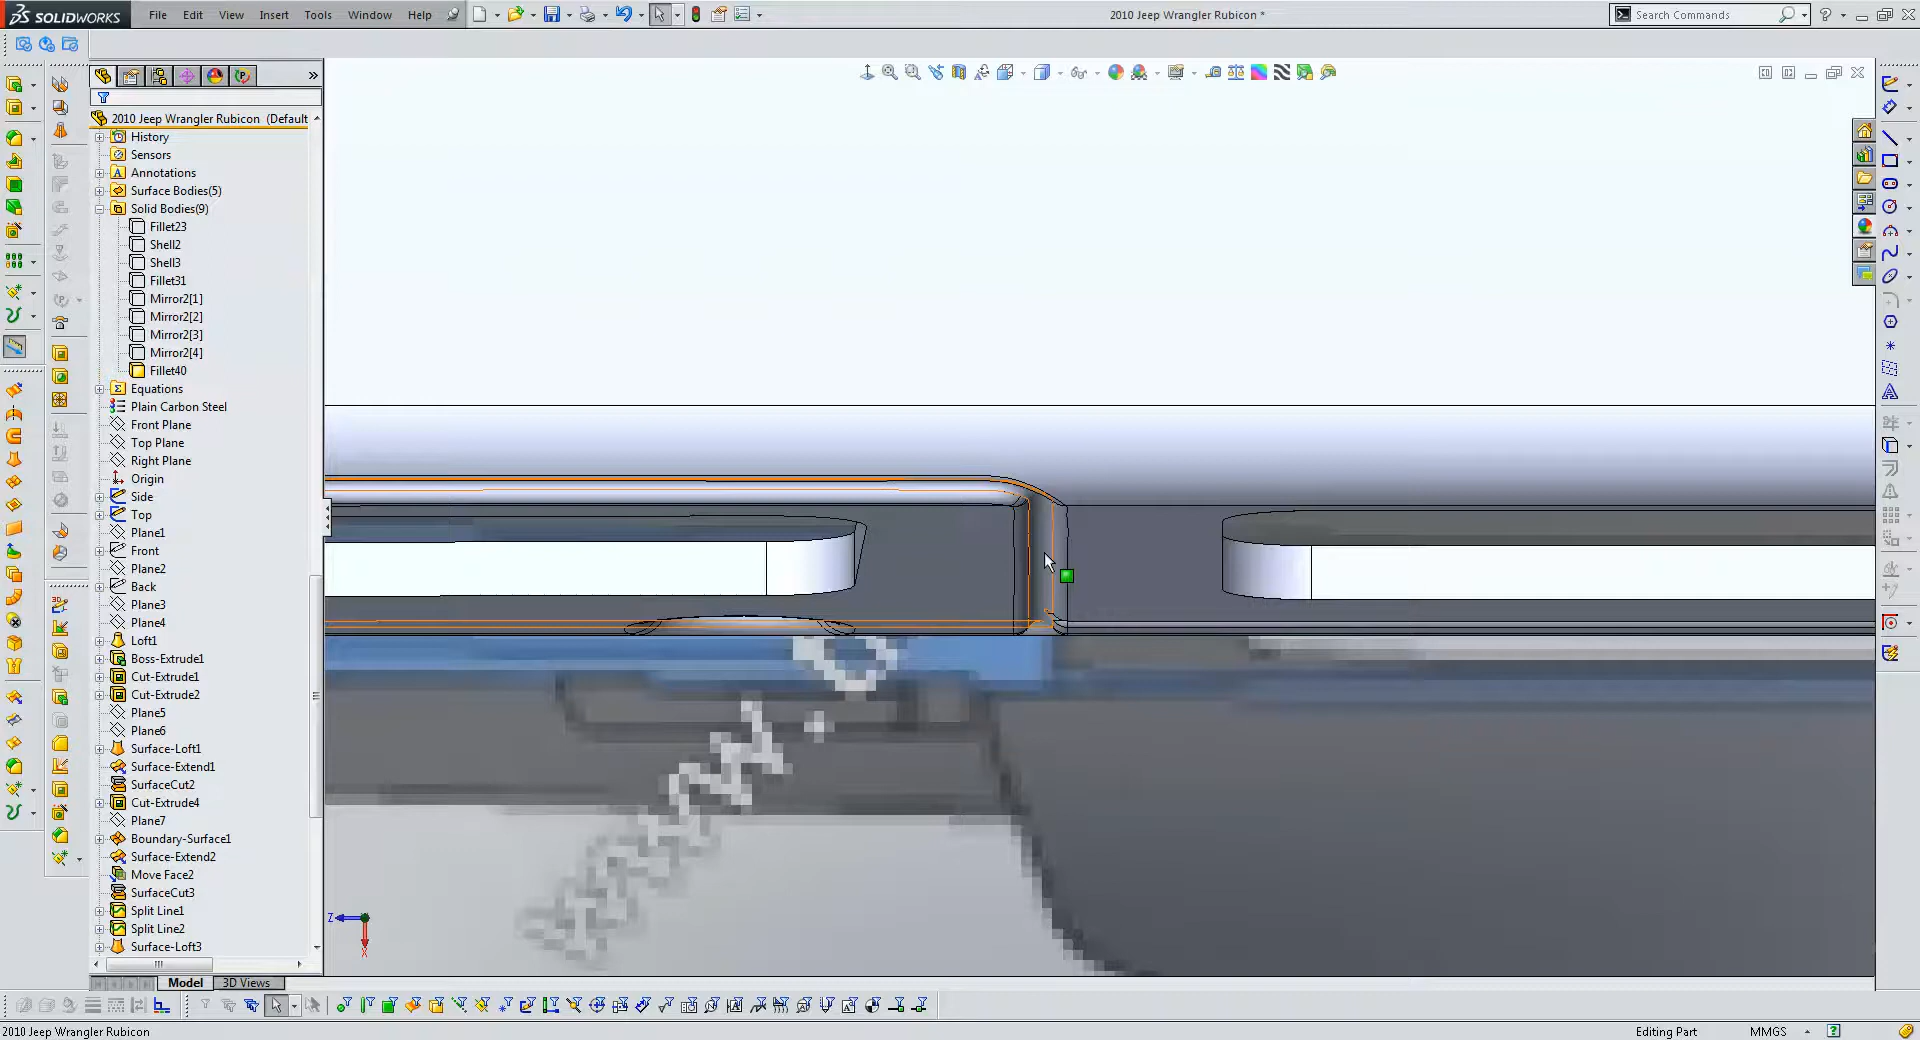 SOLIDWORKS File Edit View Insert Tools Window Help 2010 Jeep Wrangler Rubicon * Search Commands
2010 Jeep Wrangler Rubicon (Default
History
Sensors
Annotations
Surface Bodies(5)
Solid Bodies(9)
Fillet23
Shell2
Shell3
Fillet31
Mirror2[1]
Mirror2[2]
Mirror2[3]
Mirror2[4]
Fillet40
Equations
Plain Carbon Steel
Front Plane
Top Plane
Right Plane
Origin
Side
Top
Plane1
Front
Plane2
Back
Plane3
Plane4
Loft1
Boss-Extrude1
Cut-Extrude1
Cut-Extrude2
Plane5
Plane6
Surface-Loft1
Surface-Extend1
SurfaceCut2
Cut-Extrude4
Plane7
Boundary-Surface1
Surface-Extend2
Move Face2
SurfaceCut3
Split Line1
Split Line2
Surface-Loft3
Z
X
Model 3D Views
2010 Jeep Wrangler Rubicon Editing Part MMGS